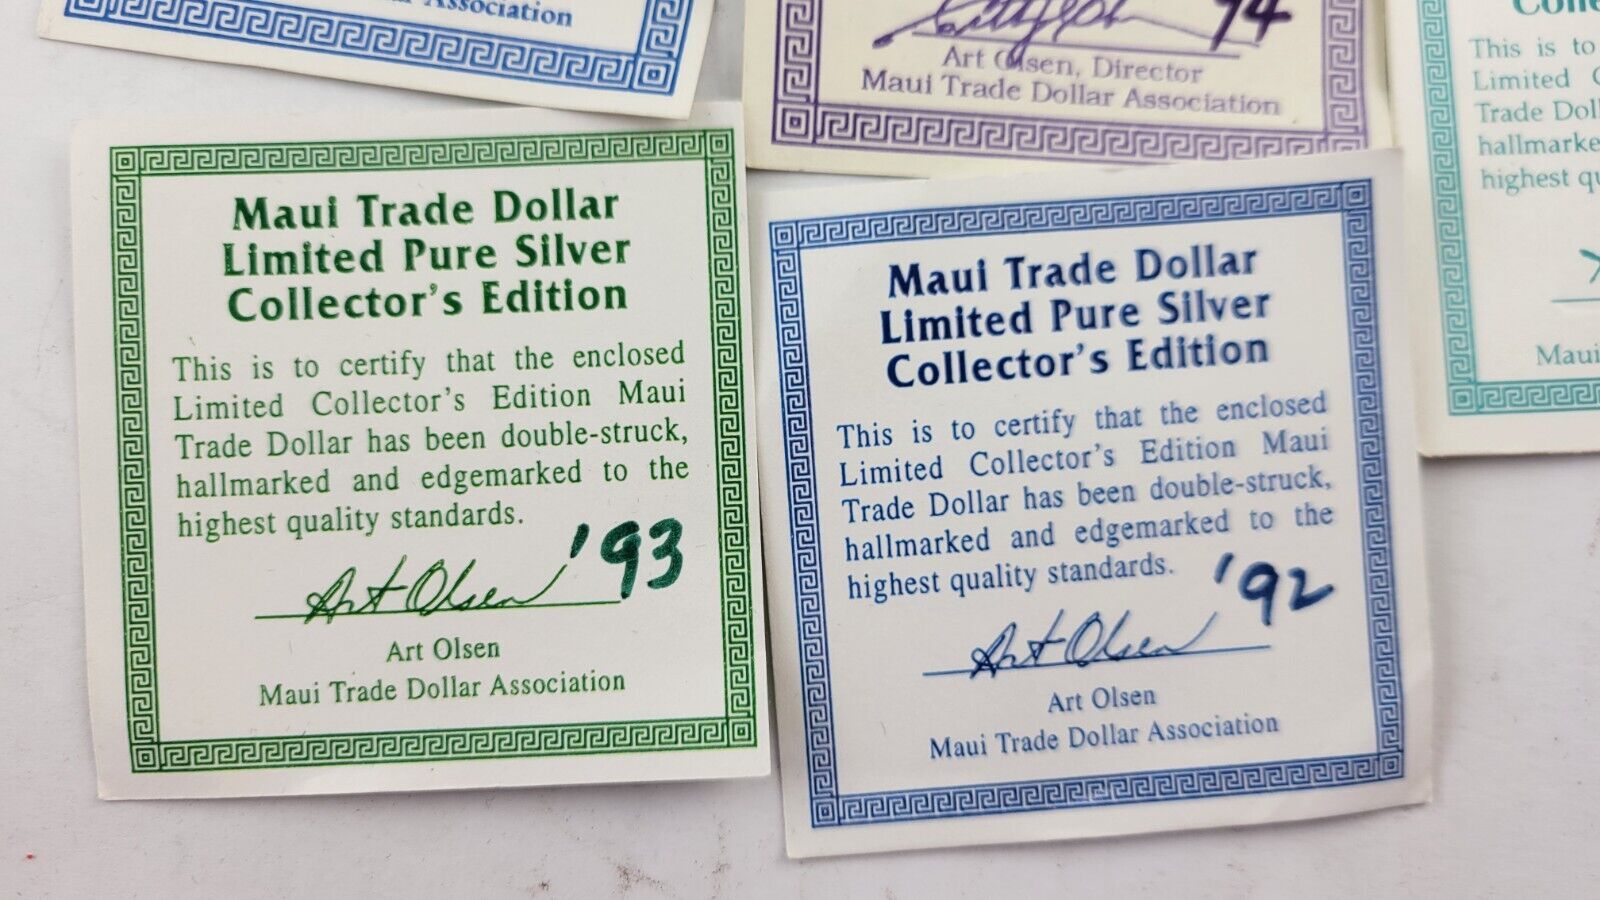 Association
'94
Art Olsen, Director
Maui Trade Dollar Association
This is to
Limited
Trade
hallmarke
highest
Maui
Maui Trade Dollar
Limited Pure Silver
Collector's Edition
This is to certify that the enclosed
Limited Collector's Edition Maui
Trade Dollar has been double-struck,
hallmarked and edgemarked to the
highest quality standards.
Art Olsen '93
Art Olsen
Maui Trade Dollar Association
Maui Trade Dollar
Limited Pure Silver
Collector's Edition
This is to certify that the enclosed
Limited Collector's Edition Maui
Trade Dollar has been double-struck,
hallmarked and edgemarked to the
highest quality standards.
Art Olsen '92
Art Olsen
Maui Trade Dollar Association